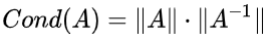 Cond(A) = ‖A‖ · ‖A⁻¹‖